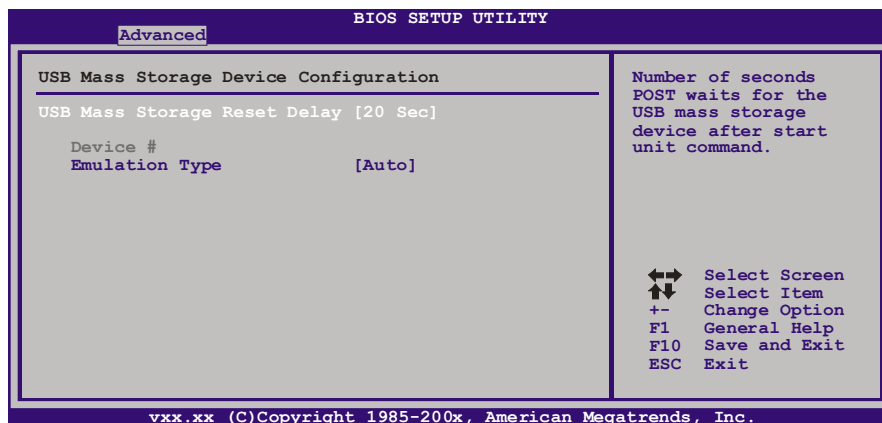 BIOS SETUP UTILITY
Advanced
USB Mass Storage Device Configuration
USB Mass Storage Reset Delay [20 Sec]
Device #
Emulation Type [Auto]
Number of seconds
POST waits for the
USB mass storage
device after start
unit command.
Select Screen
Select Item
+- Change Option
F1 General Help
F10 Save and Exit
ESC Exit
vxx.xx (C)Copyright 1985-200x, American Megatrends, Inc.